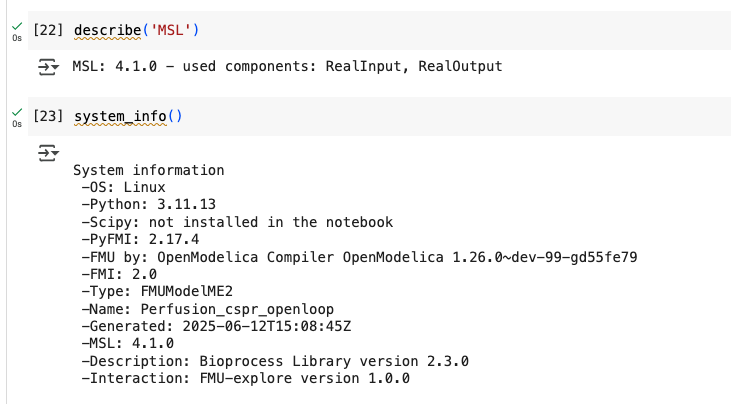 [22] describe('MSL')
0s
MSL: 4.1.0 - used components: RealInput, RealOutput
[23] system_info()
0s
System information
-OS: Linux
-Python: 3.11.13
-Scipy: not installed in the notebook
-PyFMI: 2.17.4
-FMU by: OpenModelica Compiler OpenModelica 1.26.0~dev-99-gd55fe79
-FMI: 2.0
-Type: FMUModelME2
-Name: Perfusion_cspr_openloop
-Generated: 2025-06-12T15:08:45Z
-MSL: 4.1.0
-Description: Bioprocess Library version 2.3.0
-Interaction: FMU-explore version 1.0.0